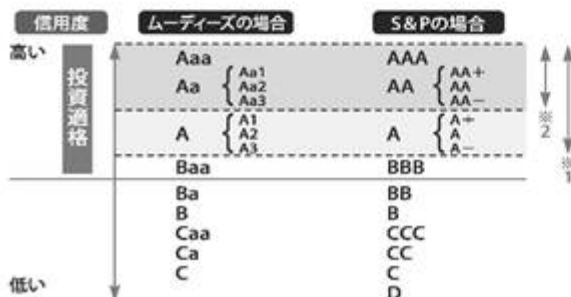 信用度 ムーディーズの場合 S&Pの場合
高い
投資適格
Aaa AAA
Aa Aa1 Aa2 Aa3 AA AA+ AA AA−
A A1 A2 A3 A A+ A A−
Baa BBB
Ba BB
B B
Caa CCC
Ca CC
C C
低い D
※2
※1